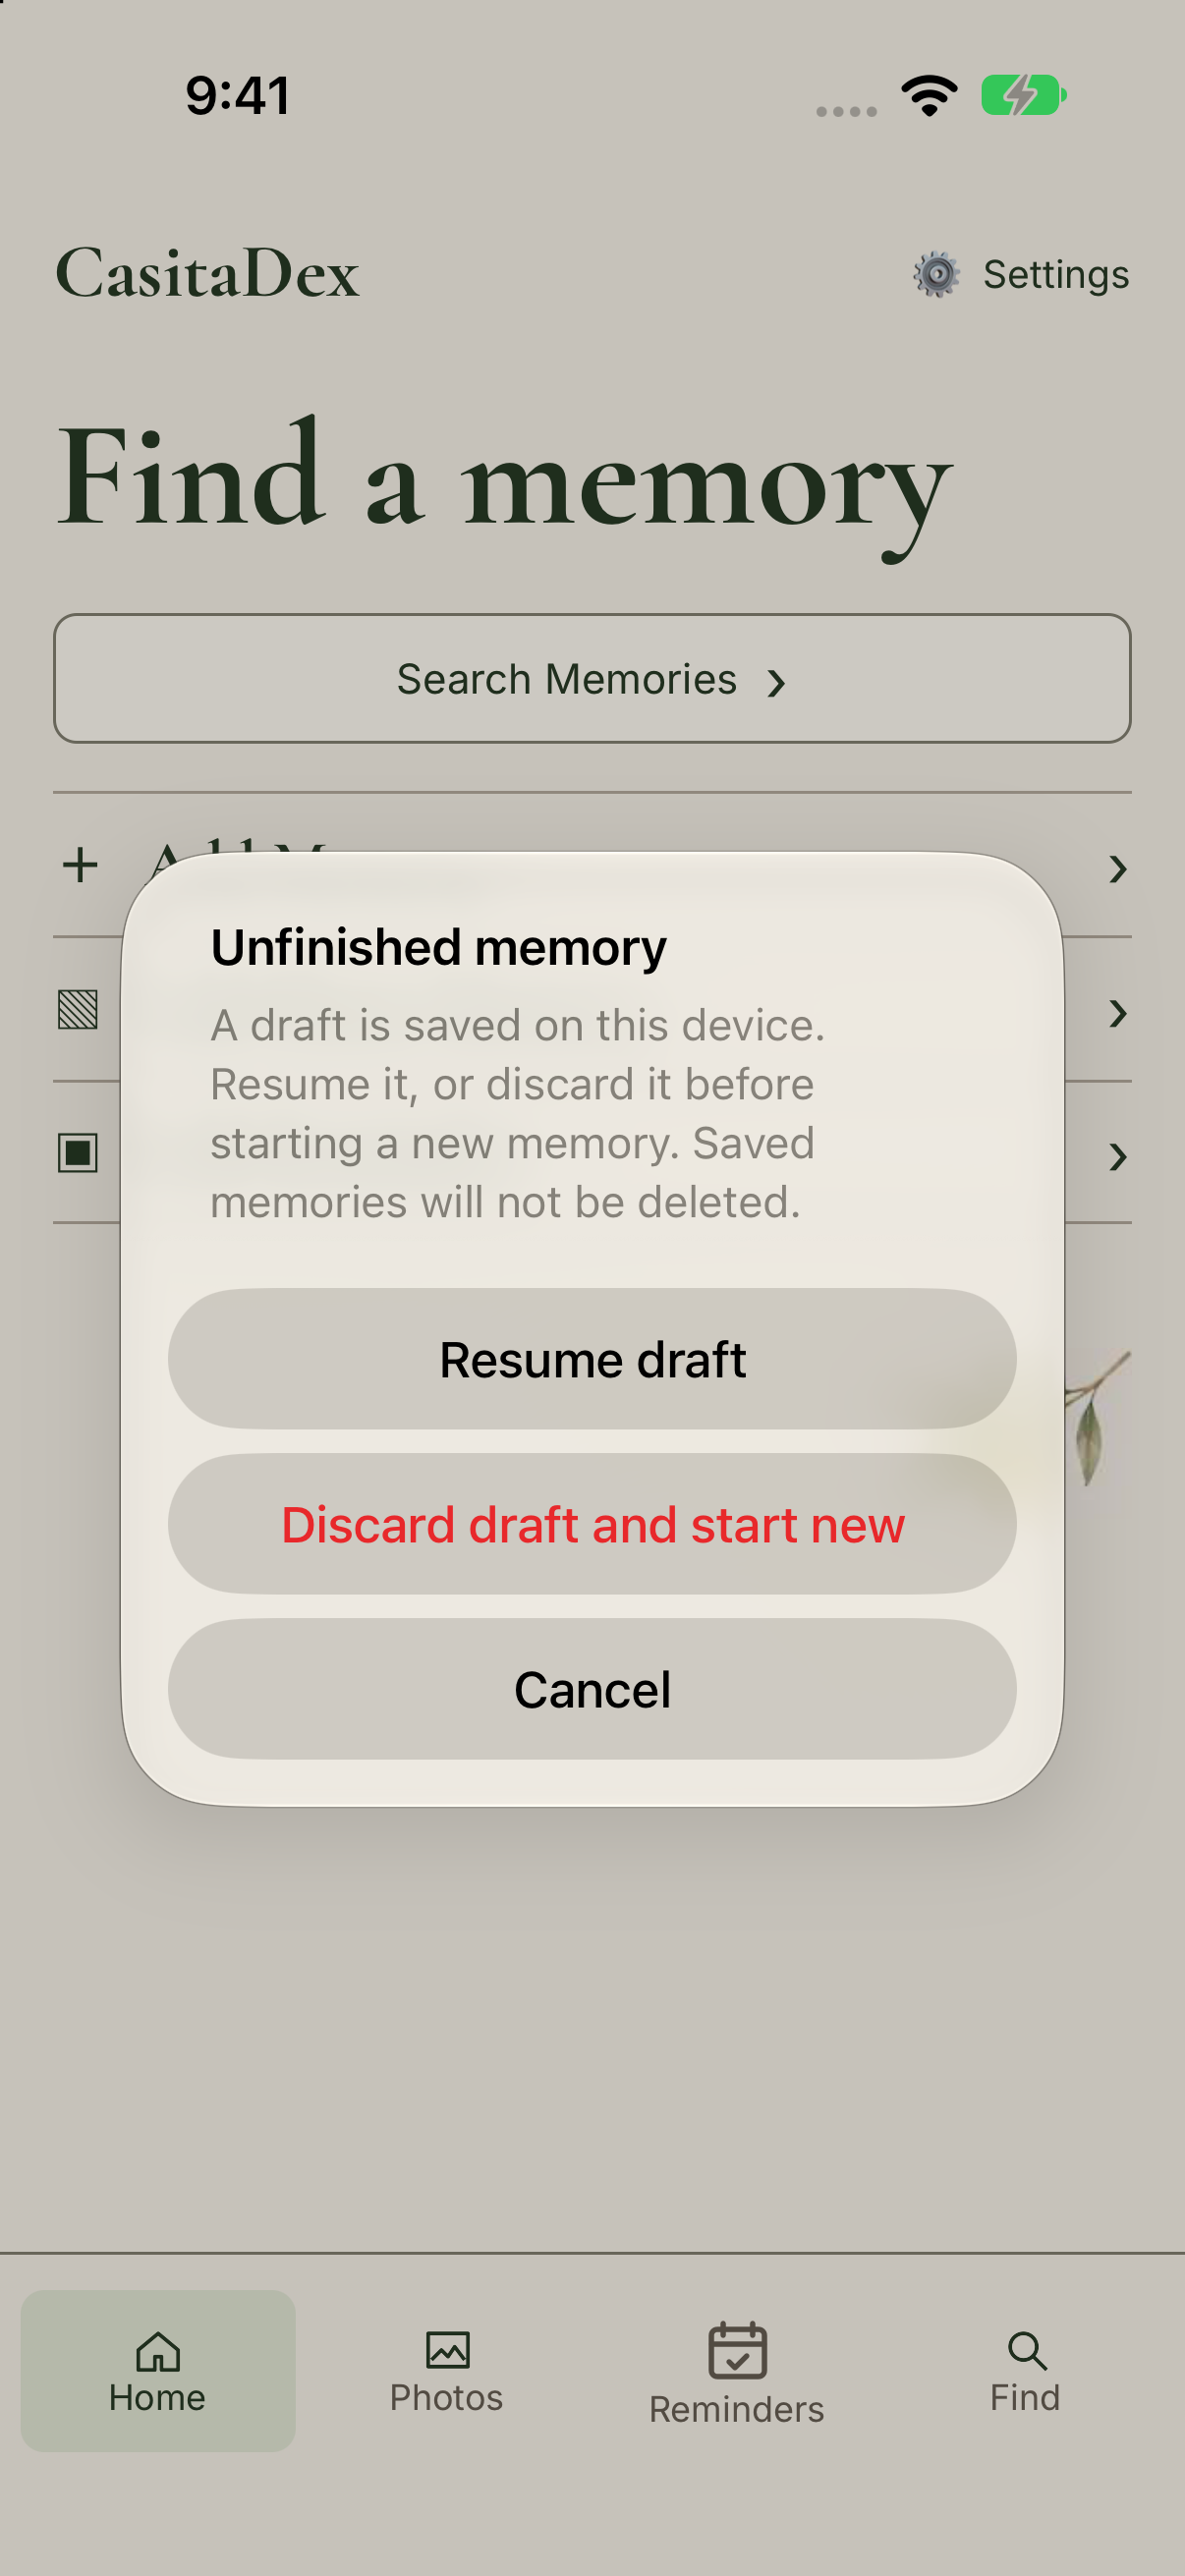 9:41
CasitaDex
Settings
Find a memory
Search Memories
Unfinished memory
A draft is saved on this device.
Resume it, or discard it before
starting a new memory. Saved
memories will not be deleted.
Resume draft
Discard draft and start new
Cancel
Home
Photos
Reminders
Find